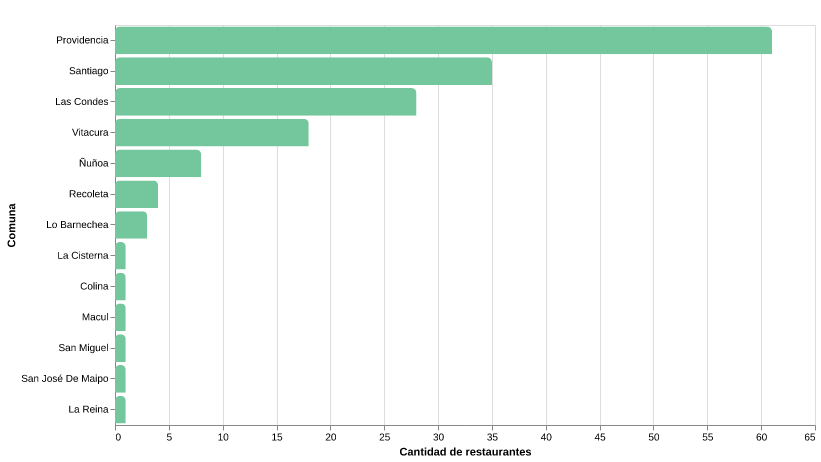 Comuna
Providencia
Santiago
Las Condes
Vitacura
Ñuñoa
Recoleta
Lo Barnechea
La Cisterna
Colina
Macul
San Miguel
San José De Maipo
La Reina
0 5 10 15 20 25 30 35 40 45 50 55 60 65
Cantidad de restaurantes